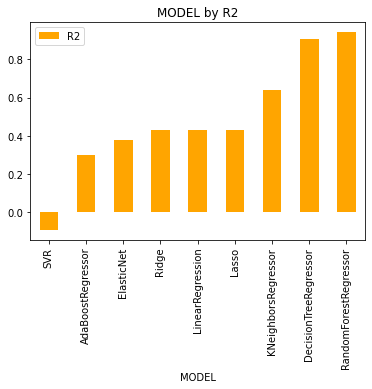 MODEL by R2
R2
0.8
0.6
0.4
0.2
0.0
SVR
AdaBoostRegressor
ElasticNet
Ridge
LinearRegression
Lasso
KNeighborsRegressor
DecisionTreeRegressor
RandomForestRegressor
MODEL